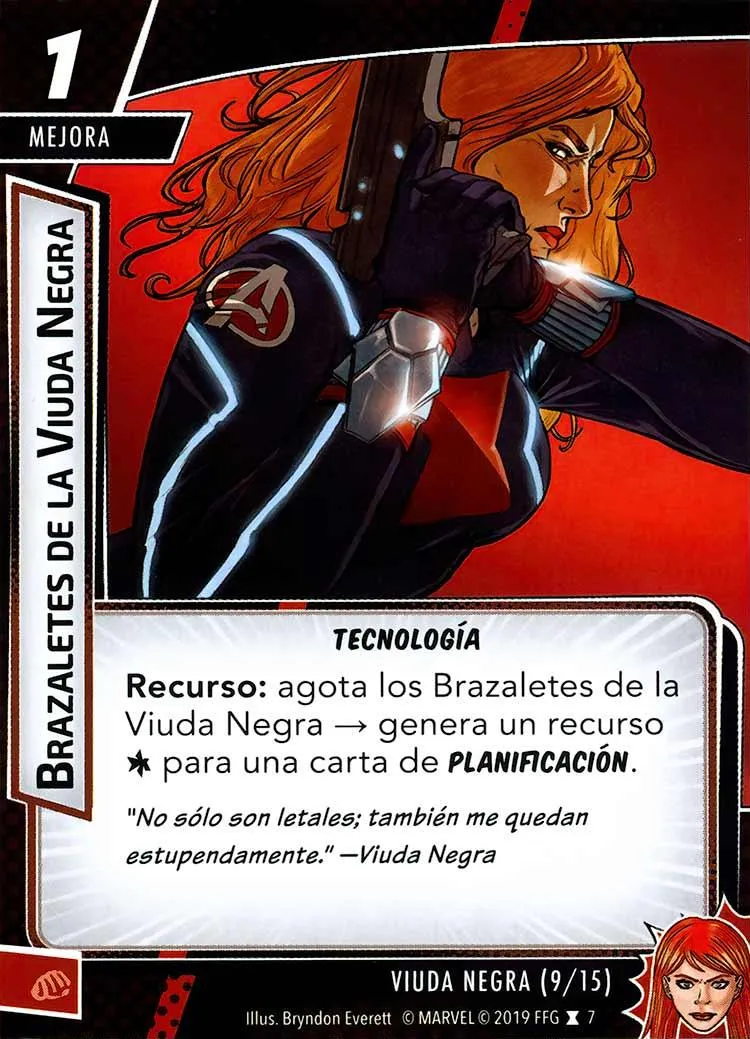 1
MEJORA
BRAZALETES DE LA VIUDA NEGRA
TECNOLOGÍA
Recurso: agota los Brazaletes de la
Viuda Negra → genera un recurso
para una carta de PLANIFICACIÓN.
"No sólo son letales; también me quedan
estupendamente." —Viuda Negra
VIUDA NEGRA (9/15)
Illus. Bryndon Everett © MARVEL © 2019 FFG 7